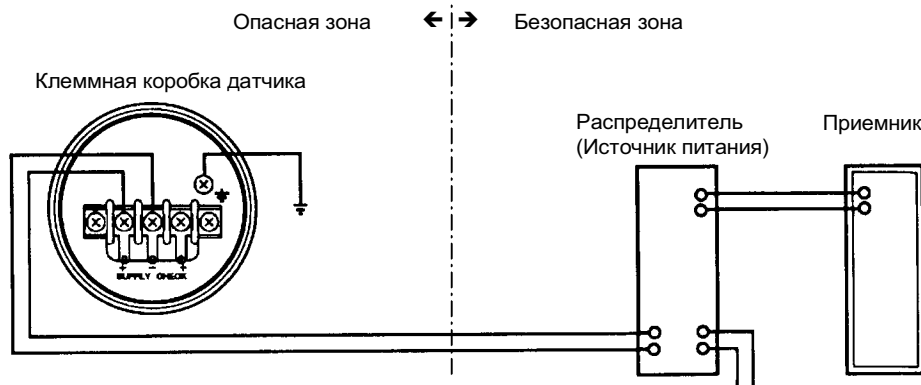 Опасная зона
Безопасная зона
Клеммная коробка датчика
Распределитель
(Источник питания)
Приемник
+ − +
SUPPLY CHECK